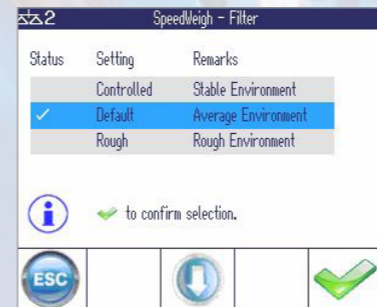 2 SpeedWeigh - Filter
Status Setting Remarks
Controlled Stable Environment
Default Average Environment
Rough Rough Environment
i to confirm selection.
ESC